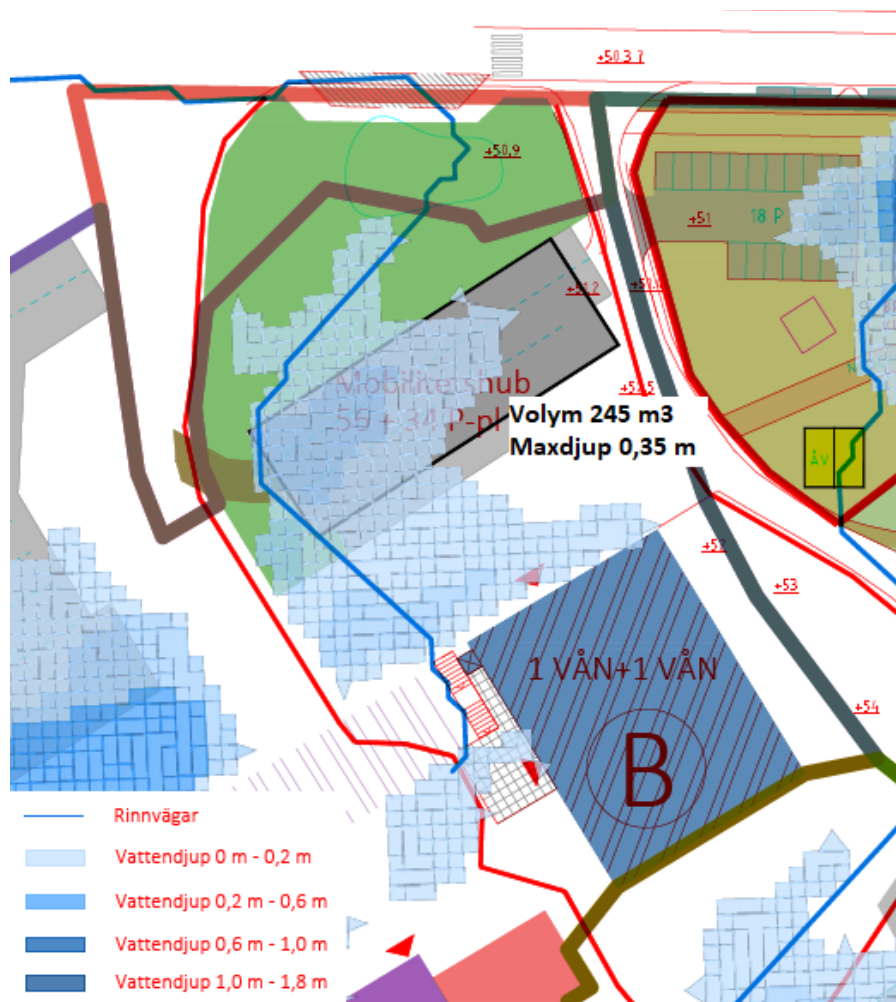 +50.3 7
+50,9
+51
18 P
+51,2
Mobilitetshub
55 + 34 P-pl
Volym 245 m3
Maxdjup 0,35 m
ÅV
+52
+53
1 VÅN+1 VÅN
+54
B
Rinnvägar
Vattendjup 0 m - 0,2 m
Vattendjup 0,2 m - 0,6 m
Vattendjup 0,6 m - 1,0 m
Vattendjup 1,0 m - 1,8 m